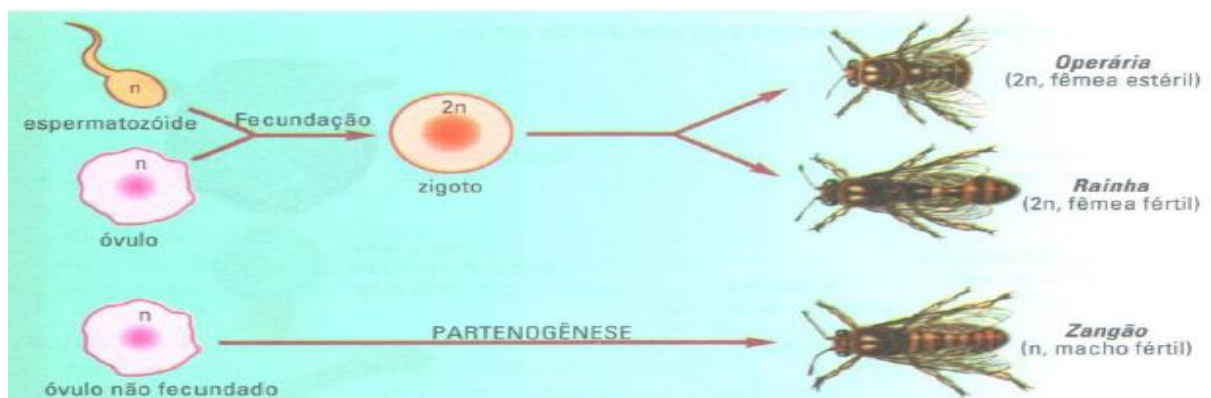 n
espermatozóide
Fecundação
n
óvulo
2n
zigoto
Operária
(2n, fêmea estéril)
Rainha
(2n, fêmea fértil)
n
óvulo não fecundado
PARTENOGÊNESE
Zangão
(n, macho fértil)